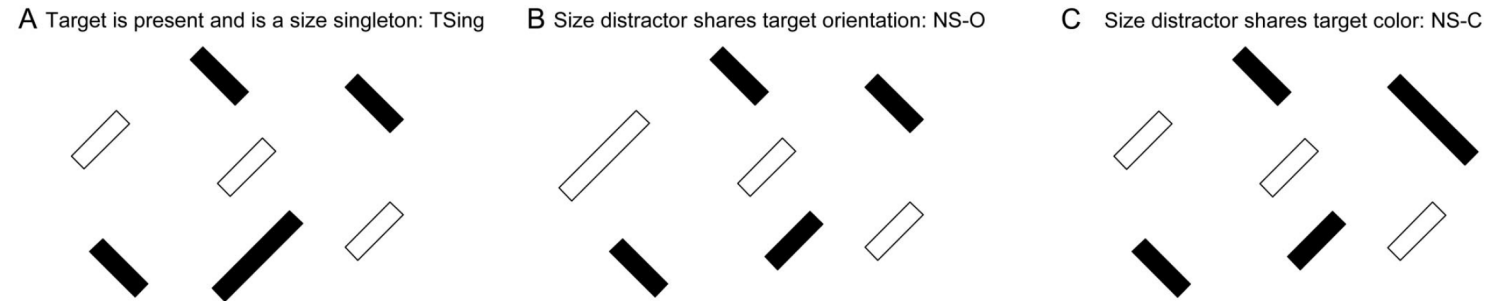 A Target is present and is a size singleton: TSing
B Size distractor shares target orientation: NS-O
C Size distractor shares target color: NS-C